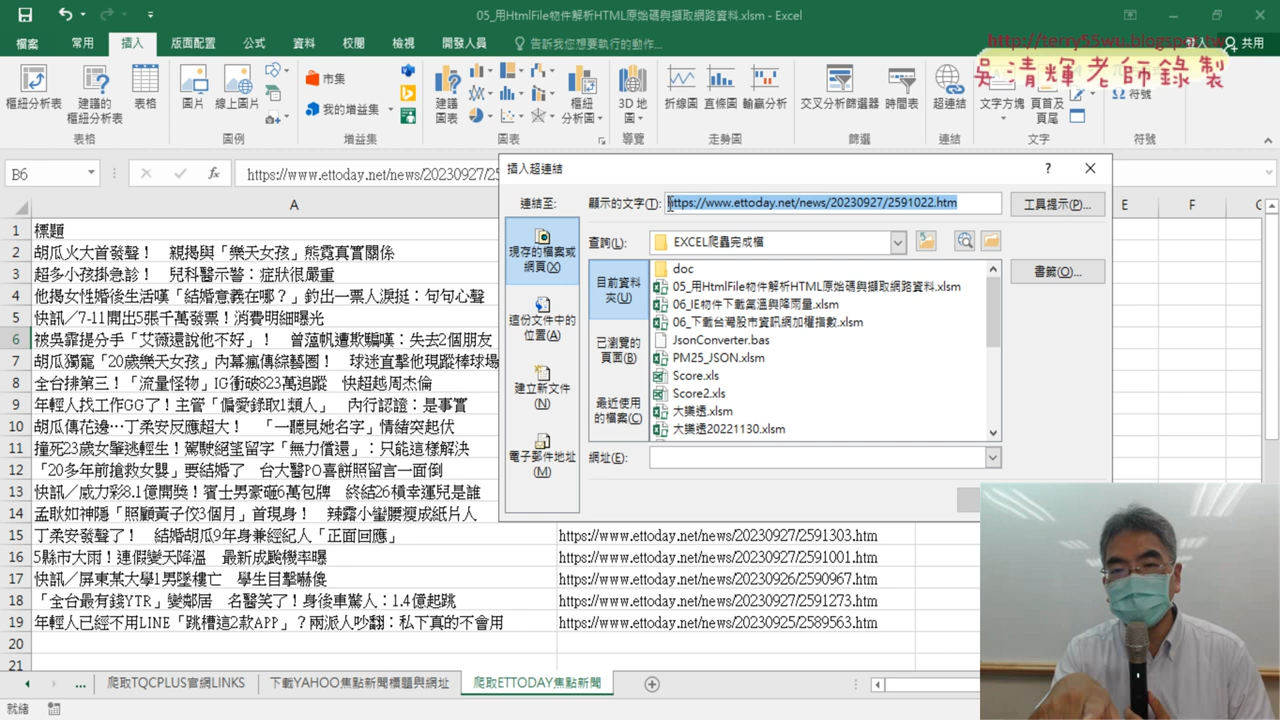 05_用HtmlFile物件解析HTML原始碼與擷取網路資料.xlsm - Excel
http://terry55wu.blogspot.tw
吳清輝老師錄製
檔案 常用 插入 版面配置 公式 資料 校閱 檢視 開發人員 告訴我您想要執行的動作... 登入 共用
樞紐分析表 建議的樞紐分析表 表格 圖片 線上圖片 市集 我的增益集 建議圖表 樞紐分析圖 3D 地圖 折線圖 直條圖 輸贏分析 交叉分析篩選器 時間表 超連結 文字方塊 頁首及頁尾 符號
表格 圖例 增益集 圖表 導覽 走勢圖 篩選 連結 文字 符號
B6 fx https://www.ettoday.net/news/20230927/25
A E F G
1 標題
2 胡瓜火大首發聲！ 親揭與「樂天女孩」熊霓真實關係
3 超多小孩掛急診！ 兒科醫示警：症狀很嚴重
4 他揭女性婚後生活嘆「結婚意義在哪？」釣出一票人淚挺：句句心聲
5 快訊／7-11開出5張千萬發票！消費明細曝光
6 被吳霏提分手「艾薇還說他不好」！ 曾薀帆遭欺騙嘆：失去2個朋友
7 胡瓜獨寵「20歲樂天女孩」內幕瘋傳綜藝圈！ 球迷直擊他現蹤棒球場
8 全台排第三！「流量怪物」IG衝破823萬追蹤 快超越周杰倫
9 年輕人找工作GG了！主管「偏愛錄取1類人」 內行認證：是事實
10 胡瓜傳花邊…丁柔安反應超大！ 「一聽見她名字」情緒突起伏
11 撞死23歲女肇逃輕生！駕駛絕望留字「無力償還」：只能這樣解決
12 「20多年前搶救女嬰」要結婚了 台大醫PO喜餅照留言一面倒
13 快訊／威力彩8.1億開獎！賓士男豪砸6萬包牌 終結26槓幸運兒是誰
14 孟耿如神隱「照顧黃子佼3個月」首現身！ 辣露小蠻腰瘦成紙片人
15 丁柔安發聲了！ 結婚胡瓜9年身兼經紀人「正面回應」 https://www.ettoday.net/news/20230927/2591303.htm
16 5縣市大雨！連假變天降溫 最新成颱機率曝 https://www.ettoday.net/news/20230927/2591001.htm
17 快訊／屏東某大學1男墜樓亡 學生目擊嚇傻 https://www.ettoday.net/news/20230926/2590967.htm
18 「全台最有錢YTR」變鄰居 名醫笑了！身後車驚人：1.4億起跳 https://www.ettoday.net/news/20230927/2591273.htm
19 年輕人已經不用LINE「跳槽這2款APP」？兩派人吵翻：私下真的不會用 https://www.ettoday.net/news/20230925/2589563.htm
20
21
插入超連結 ?
連結至: 顯示的文字(T): https://www.ettoday.net/news/20230927/2591022.htm 工具提示(P)...
現存的檔案或網頁(X)
查詢(L): EXCEL爬蟲完成檔
書籤(O)...
目前資料夾(U)
doc
05_用HtmlFile物件解析HTML原始碼與擷取網路資料.xlsm
06_IE物件下載氣溫與降雨量.xlsm
這份文件中的位置(A)
06_下載台灣股市資訊網加權指數.xlsm
已瀏覽的頁面(B)
JsonConverter.bas
PM25_JSON.xlsm
建立新文件(N)
Score.xls
Score2.xls
最近使用的檔案(C)
大樂透.xlsm
大樂透20221130.xlsm
電子郵件地址(M)
網址(E):
... 爬取TQCPLUS官網LINKS 下載YAHOO焦點新聞標題與網址 爬取ETTODAY焦點新聞
就緒